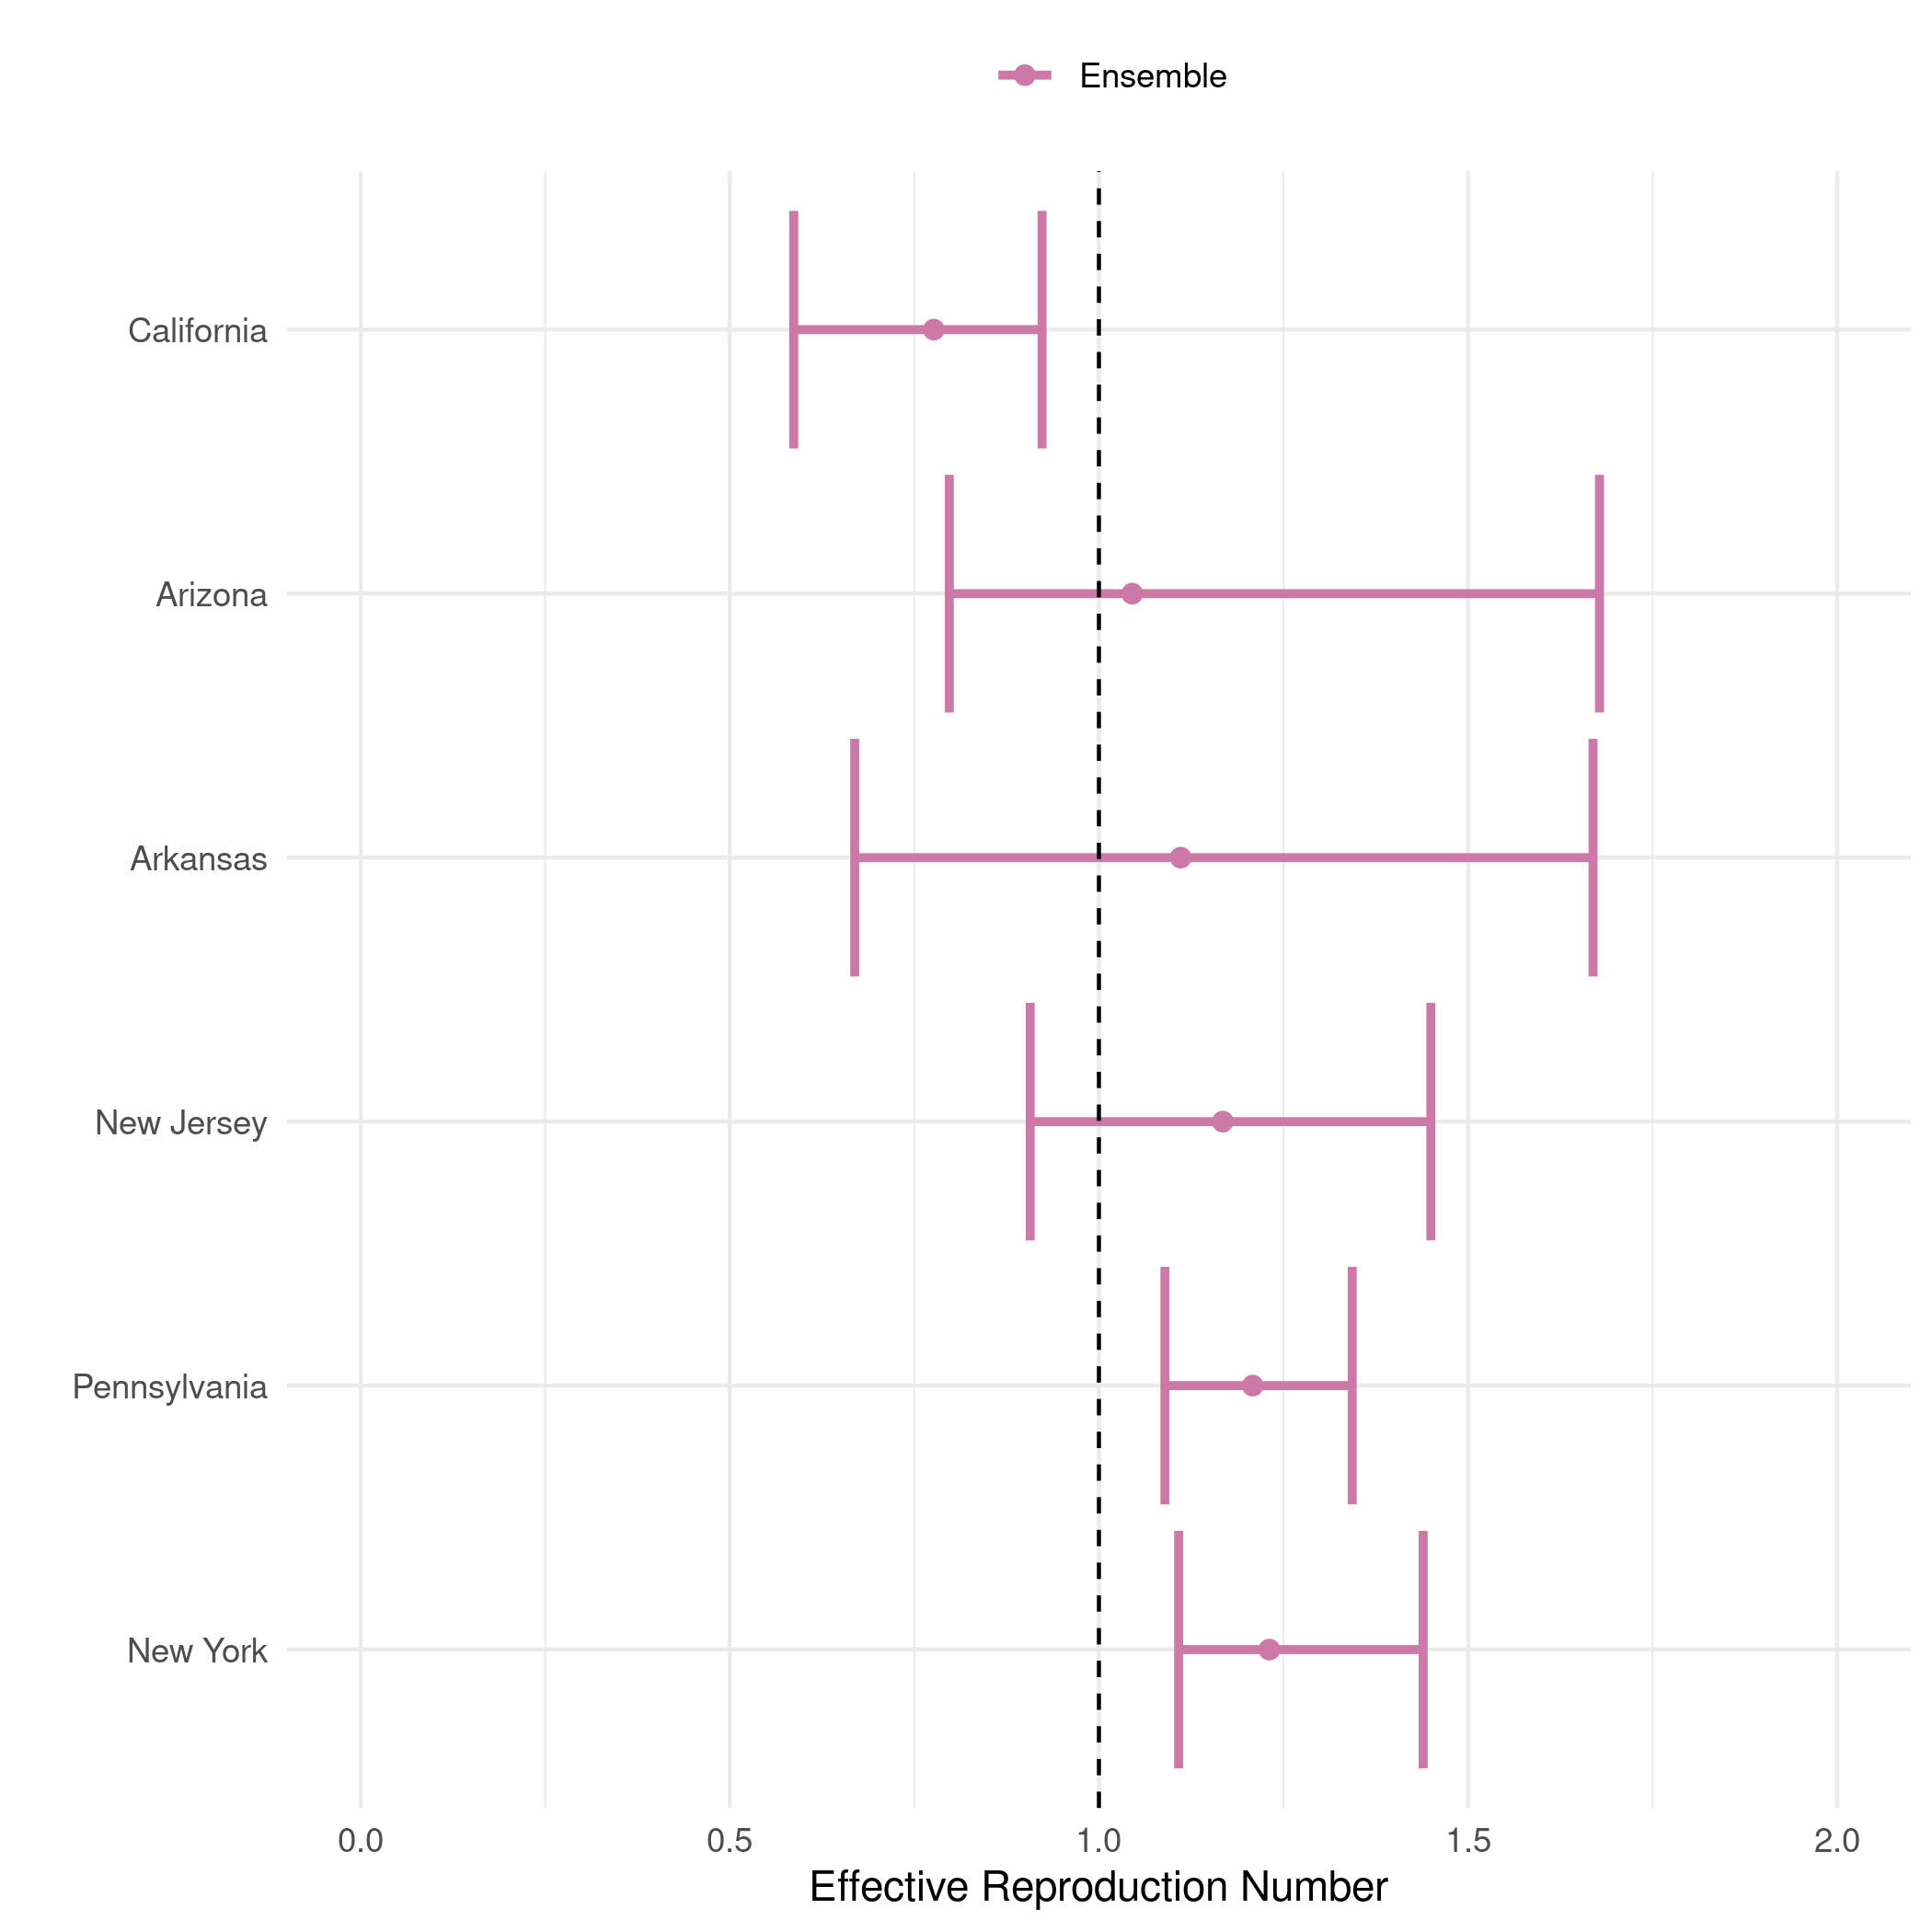 Ensemble
California
Arizona
Arkansas
New Jersey
Pennsylvania
New York
0.0 0.5 1.0 1.5 2.0
Effective Reproduction Number